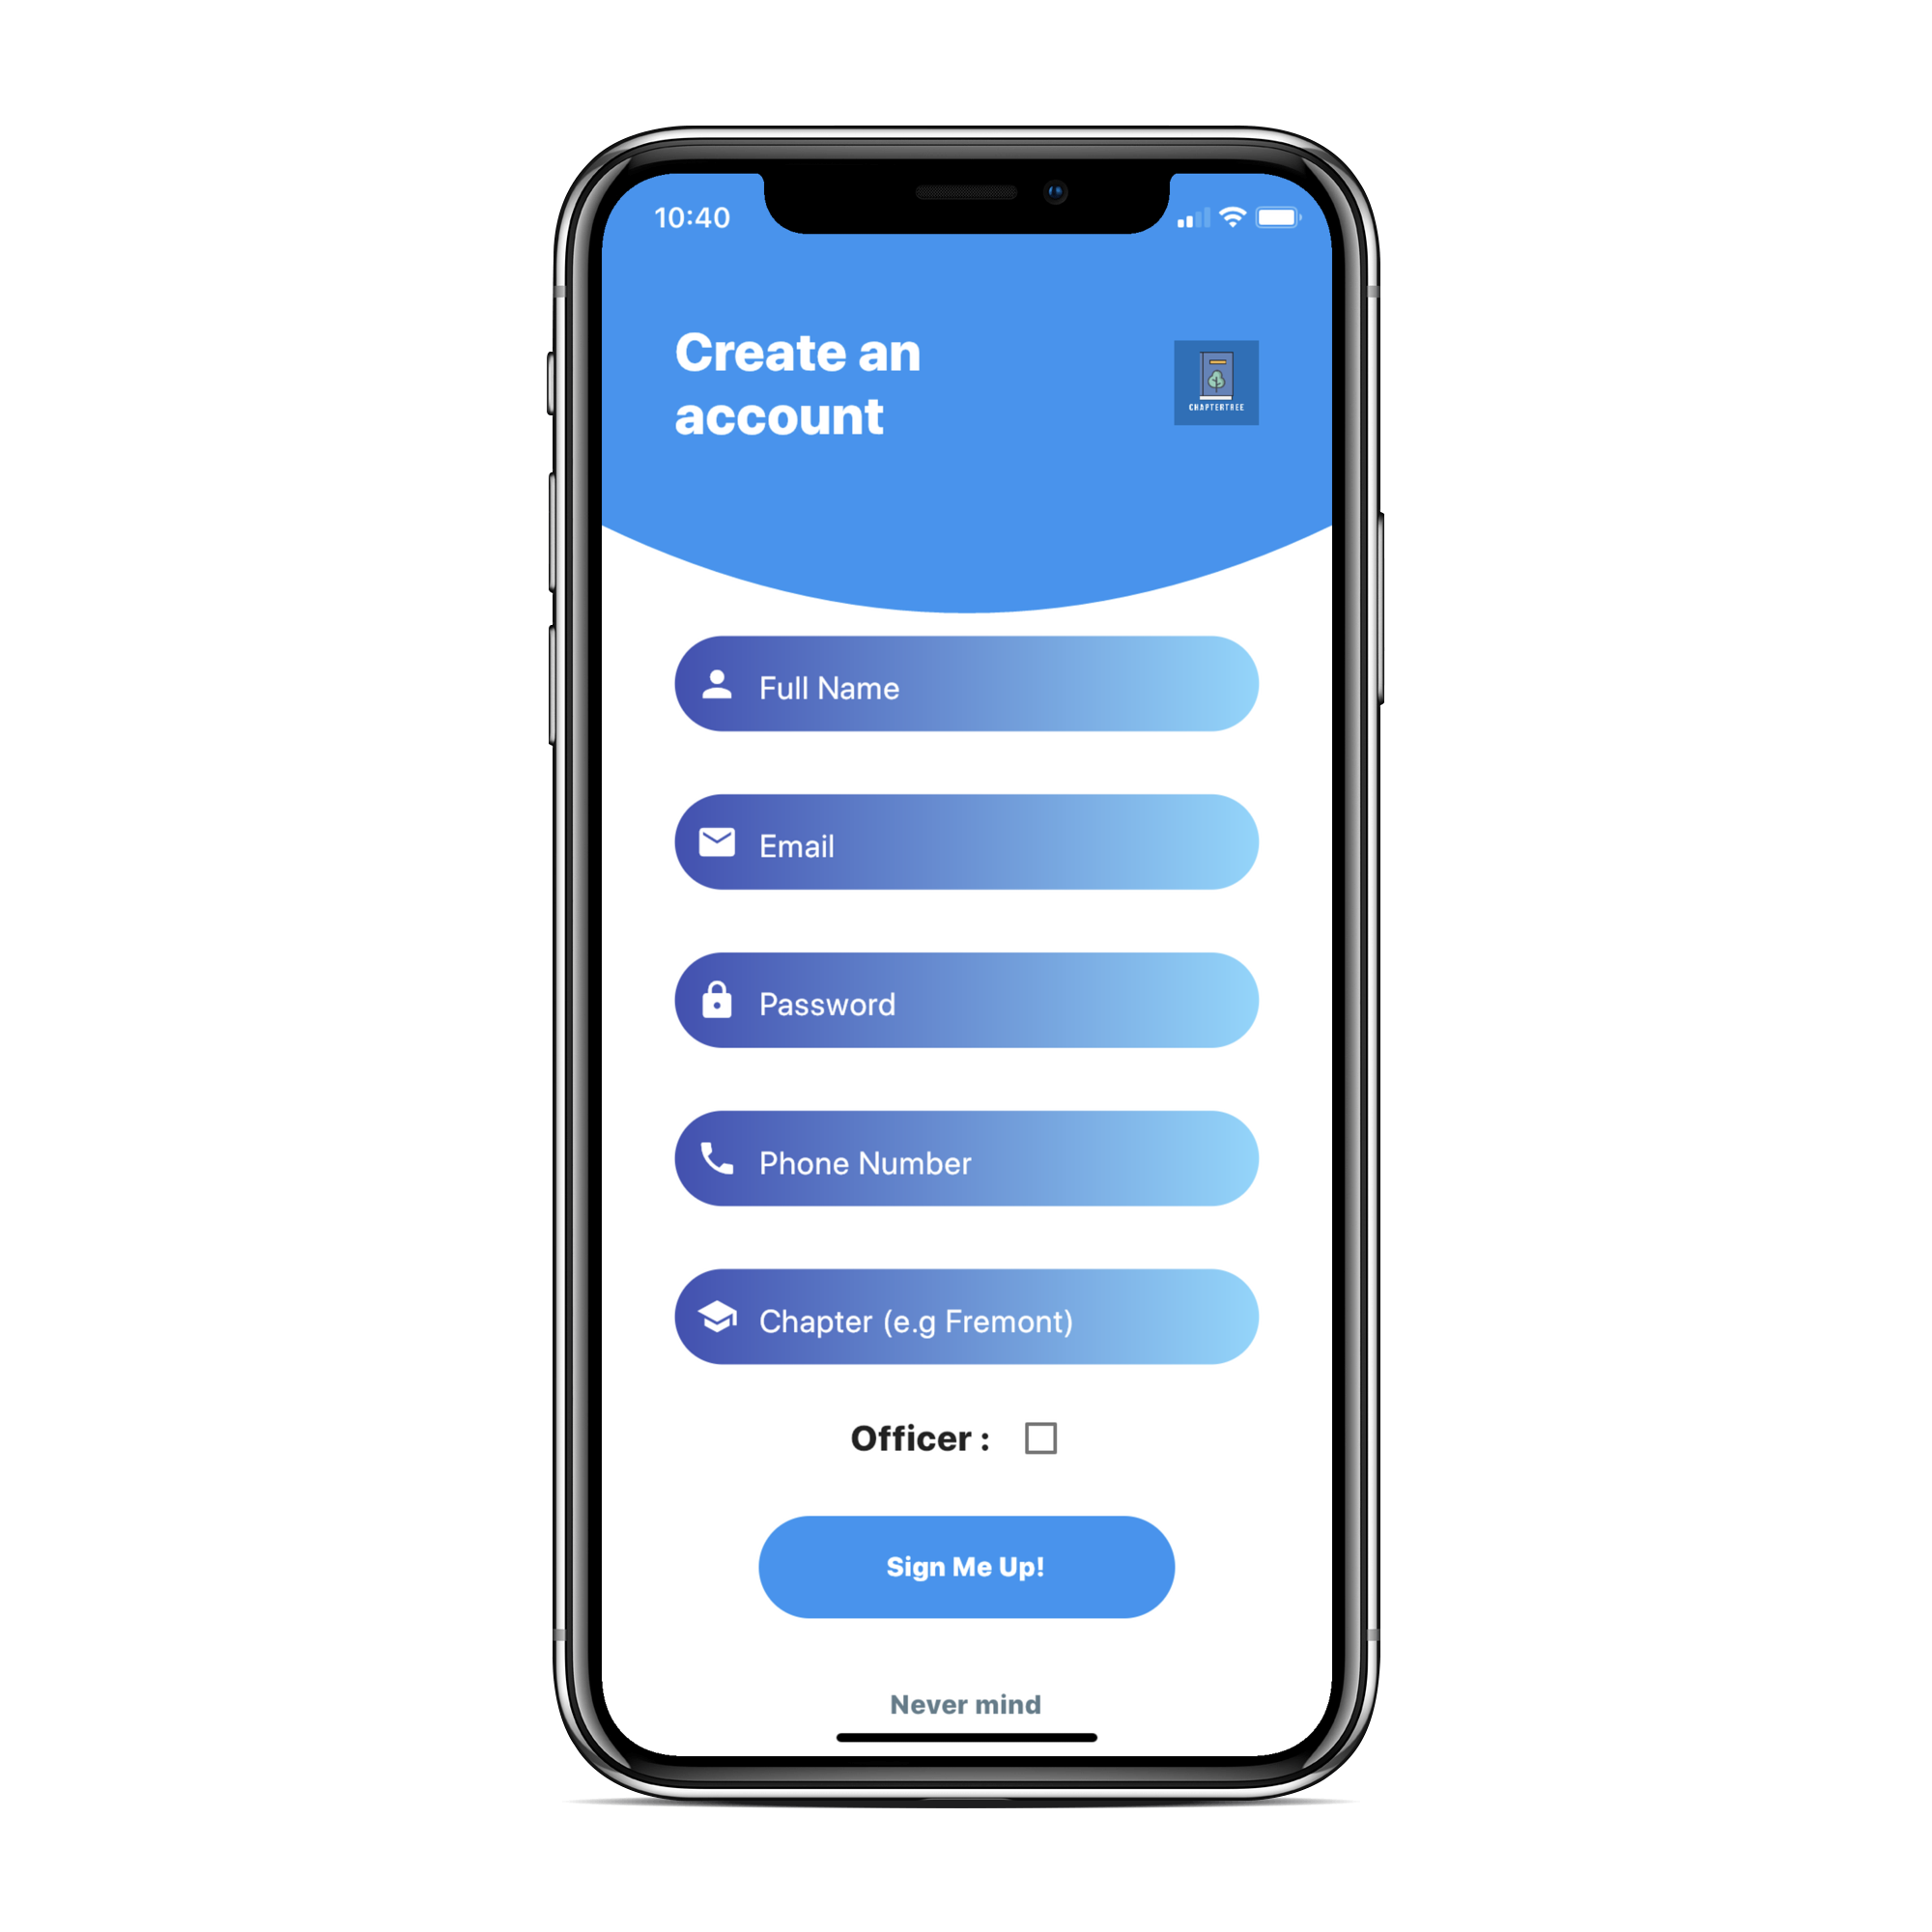 10:40
Create an
account
CHAPTERTREE
Full Name
Email
Password
Phone Number
Chapter (e.g Fremont)
Officer :
Sign Me Up!
Never mind